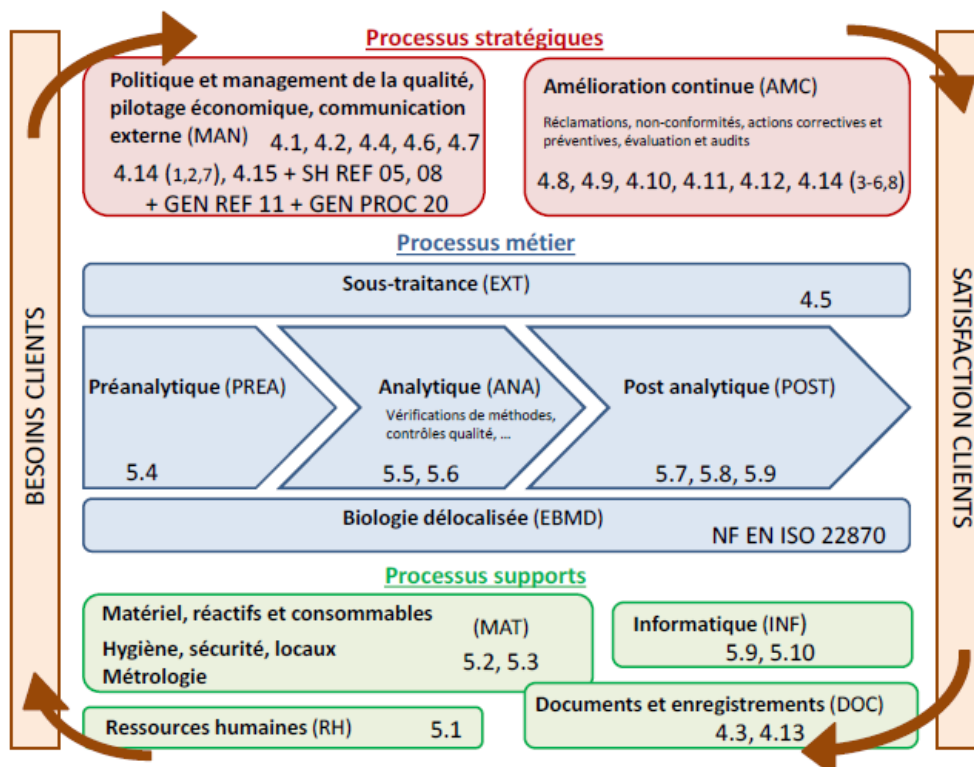 Processus stratégiques
Politique et management de la qualité,
pilotage économique, communication
externe (MAN) 4.1, 4.2, 4.4, 4.6, 4.7
4.14 (1,2,7), 4.15 + SH REF 05, 08
+ GEN REF 11 + GEN PROC 20
Amélioration continue (AMC)
Réclamations, non-conformités, actions correctives et
préventives, évaluation et audits
4.8, 4.9, 4.10, 4.11, 4.12, 4.14 (3-6,8)
BESOINS CLIENTS
SATISFACTION CLIENTS
Processus métier
Sous-traitance (EXT)
4.5
Préanalytique (PREA)
5.4
Analytique (ANA)
Vérifications de méthodes,
contrôles qualité, ...
5.5, 5.6
Post analytique (POST)
5.7, 5.8, 5.9
Biologie délocalisée (EBMD)
NF EN ISO 22870
Processus supports
Matériel, réactifs et consommables
(MAT)
Hygiène, sécurité, locaux
5.2, 5.3
Métrologie
Informatique (INF)
5.9, 5.10
Ressources humaines (RH) 5.1
Documents et enregistrements (DOC)
4.3, 4.13